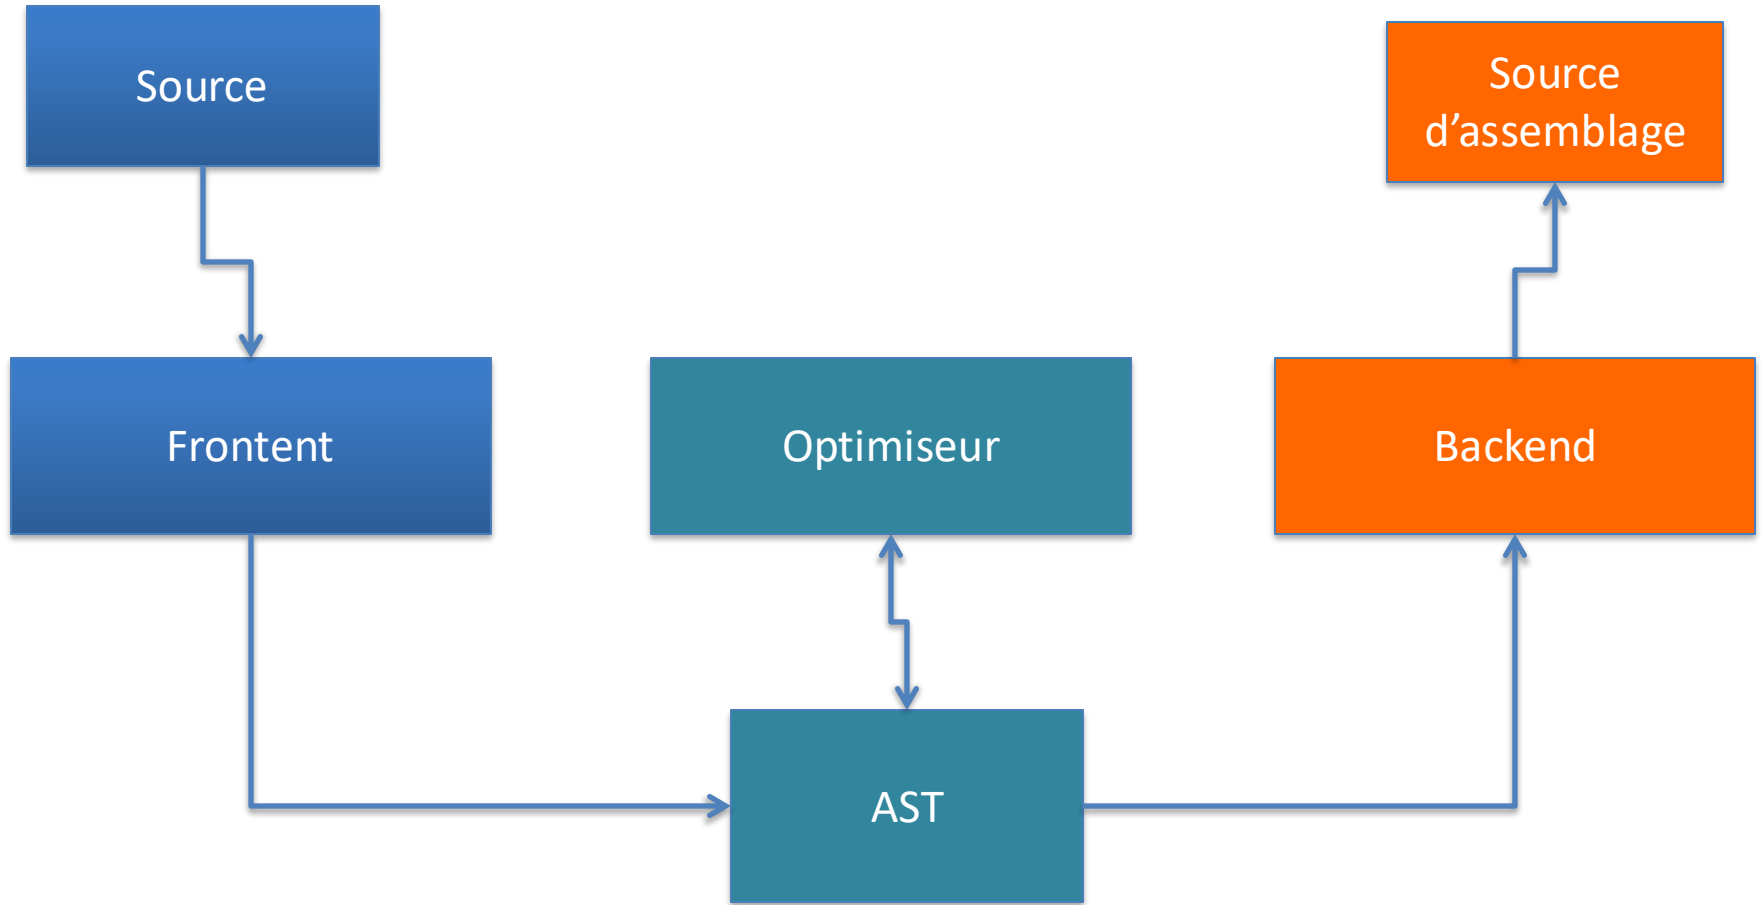 Source
Source
d’assemblage
Frontent
Optimiseur
Backend
AST